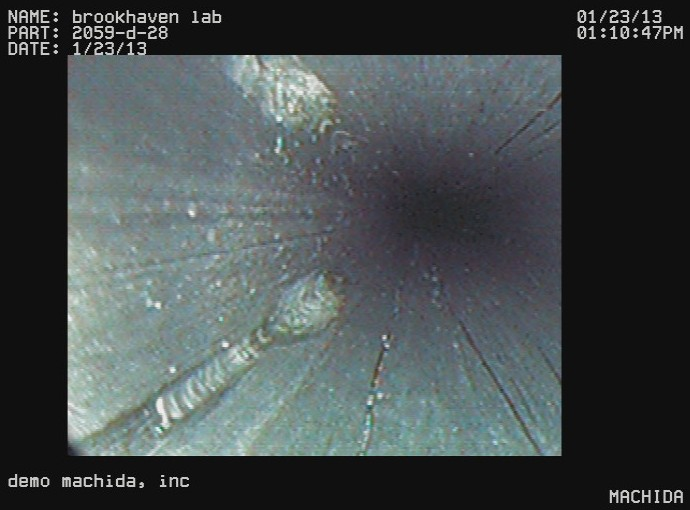 NAME: brookhaven lab
01/23/13
PART: 2059-d-28
01:10:47PM
DATE: 1/23/13
demo machida, inc
MACHIDA